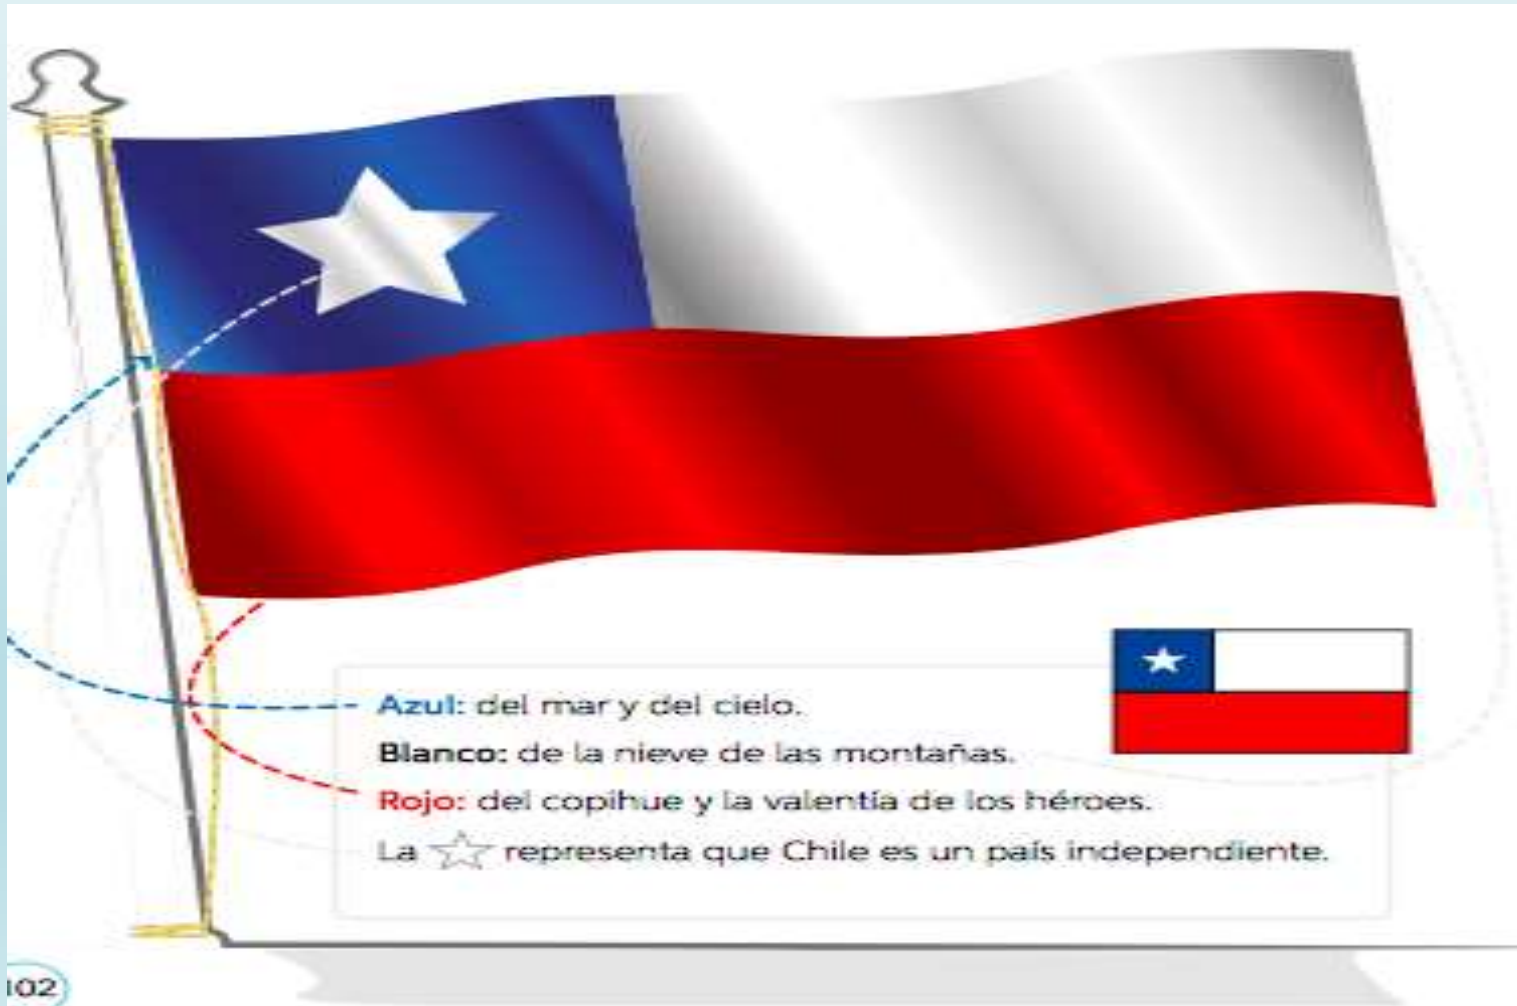 Azul: del mar y del cielo.
Blanco: de la nieve de las montañas.
Rojo: del copihue y la valentía de los héroes.
La ☆ representa que Chile es un país independiente.
102